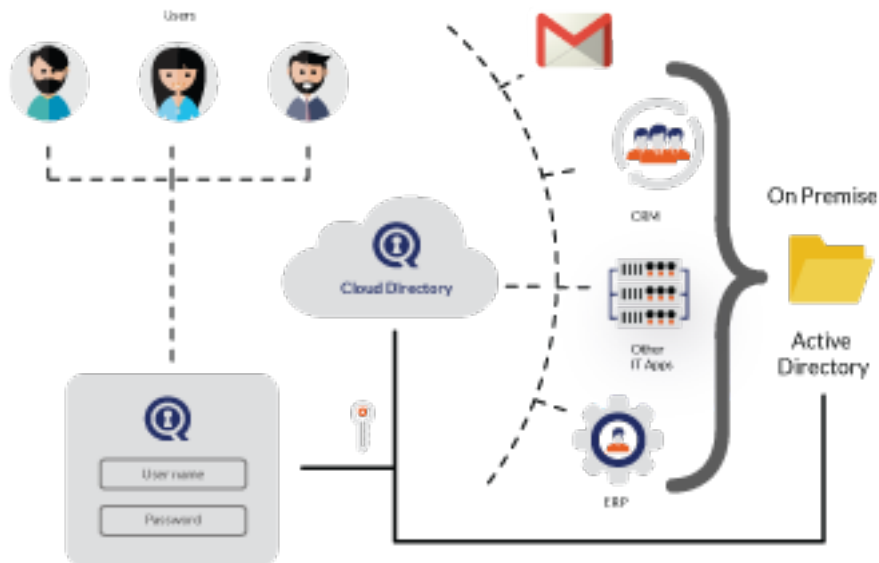 Users
On Premise
CRM
Cloud Directory
Other
IT Apps
Active
Directory
User name
Password
ERP